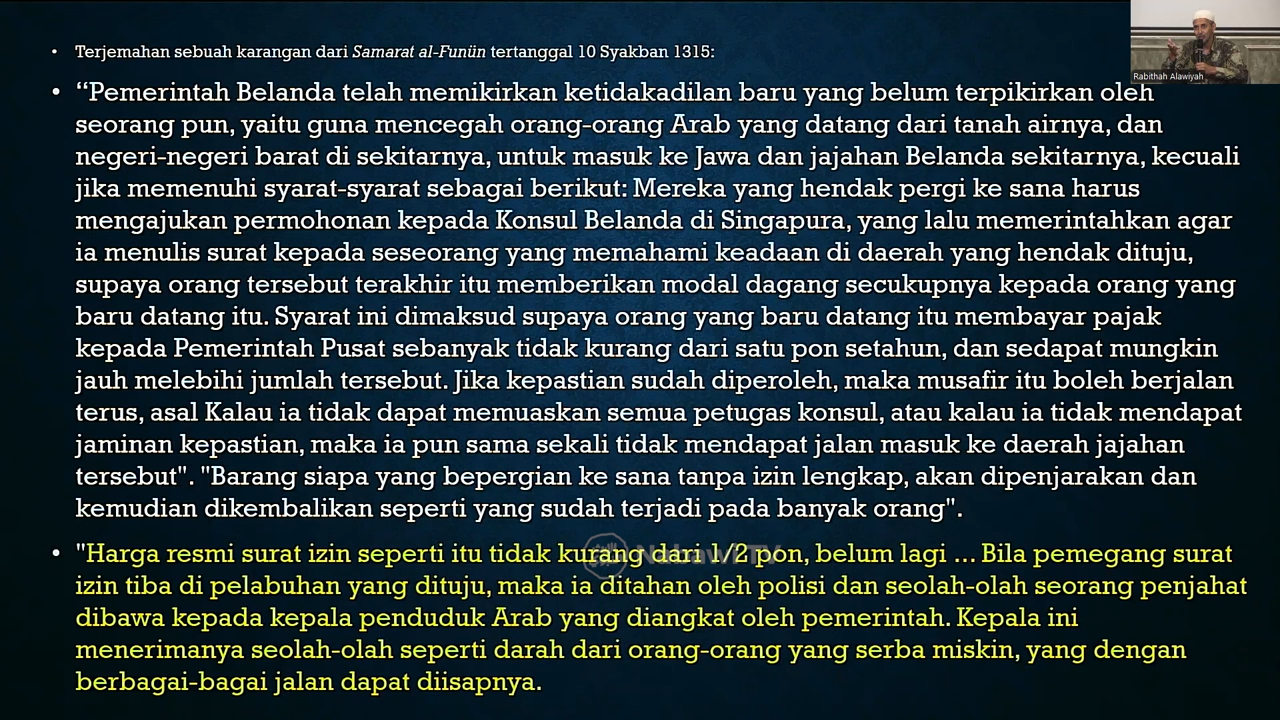 • Terjemahan sebuah karangan dari Samarat al-Funün tertanggal 10 Syakban 1315:
Rabithah Alawiyah
• “Pemerintah Belanda telah memikirkan ketidakadilan baru yang belum terpikirkan oleh
seorang pun, yaitu guna mencegah orang-orang Arab yang datang dari tanah airnya, dan
negeri-negeri barat di sekitarnya, untuk masuk ke Jawa dan jajahan Belanda sekitarnya, kecuali
jika memenuhi syarat-syarat sebagai berikut: Mereka yang hendak pergi ke sana harus
mengajukan permohonan kepada Konsul Belanda di Singapura, yang lalu memerintahkan agar
ia menulis surat kepada seseorang yang memahami keadaan di daerah yang hendak dituju,
supaya orang tersebut terakhir itu memberikan modal dagang secukupnya kepada orang yang
baru datang itu. Syarat ini dimaksud supaya orang yang baru datang itu membayar pajak
kepada Pemerintah Pusat sebanyak tidak kurang dari satu pon setahun, dan sedapat mungkin
jauh melebihi jumlah tersebut. Jika kepastian sudah diperoleh, maka musafir itu boleh berjalan
terus, asal Kalau ia tidak dapat memuaskan semua petugas konsul, atau kalau ia tidak mendapat
jaminan kepastian, maka ia pun sama sekali tidak mendapat jalan masuk ke daerah jajahan
tersebut". "Barang siapa yang bepergian ke sana tanpa izin lengkap, akan dipenjarakan dan
kemudian dikembalikan seperti yang sudah terjadi pada banyak orang".
• "Harga resmi surat izin seperti itu tidak kurang dari 1/2 pon, belum lagi ... Bila pemegang surat
izin tiba di pelabuhan yang dituju, maka ia ditahan oleh polisi dan seolah-olah seorang penjahat
dibawa kepada kepala penduduk Arab yang diangkat oleh pemerintah. Kepala ini
menerimanya seolah-olah seperti darah dari orang-orang yang serba miskin, yang dengan
berbagai-bagai jalan dapat diisapnya.
Nabawi TV